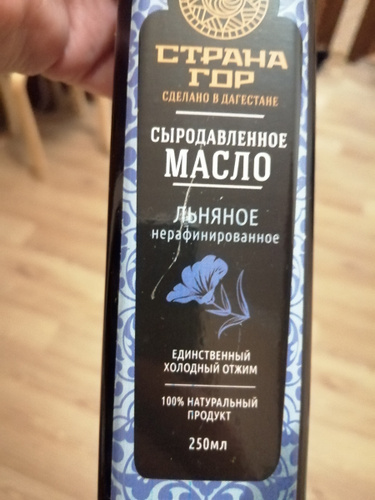 СТРАНА
ГОР
СДЕЛАНО В ДАГЕСТАНЕ
СЫРОДАВЛЕННОЕ
МАСЛО
ЛЬНЯНОЕ
нерафинированное
ЕДИНСТВЕННЫЙ
ХОЛОДНЫЙ ОТЖИМ
100% НАТУРАЛЬНЫЙ
ПРОДУКТ
250мл